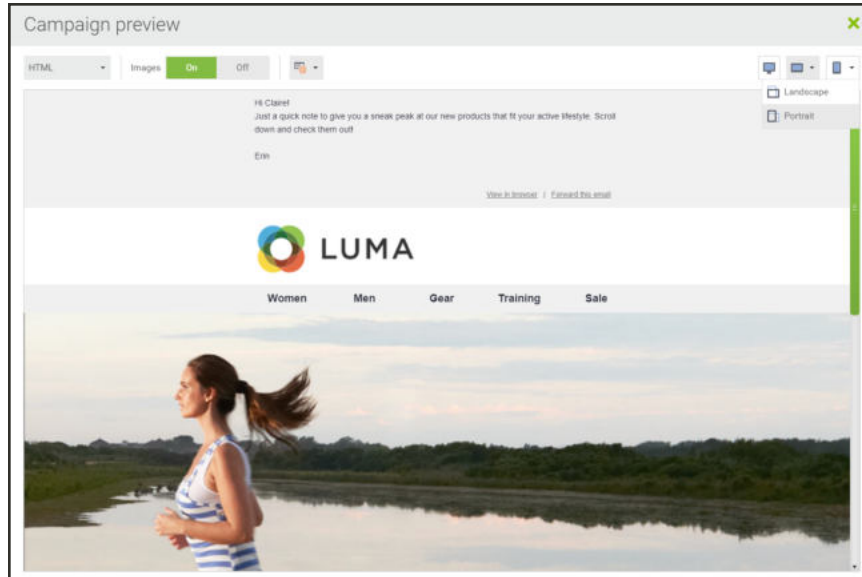 Campaign preview
HTML
Images
On
Off
Landscape
Portrait
Hi Claire!
Just a quick note to give you a sneak peak at our new products that fit your active lifestyle. Scroll
down and check them out!
Erin
View in browser | Forward this email
LUMA
Women Men Gear Training Sale